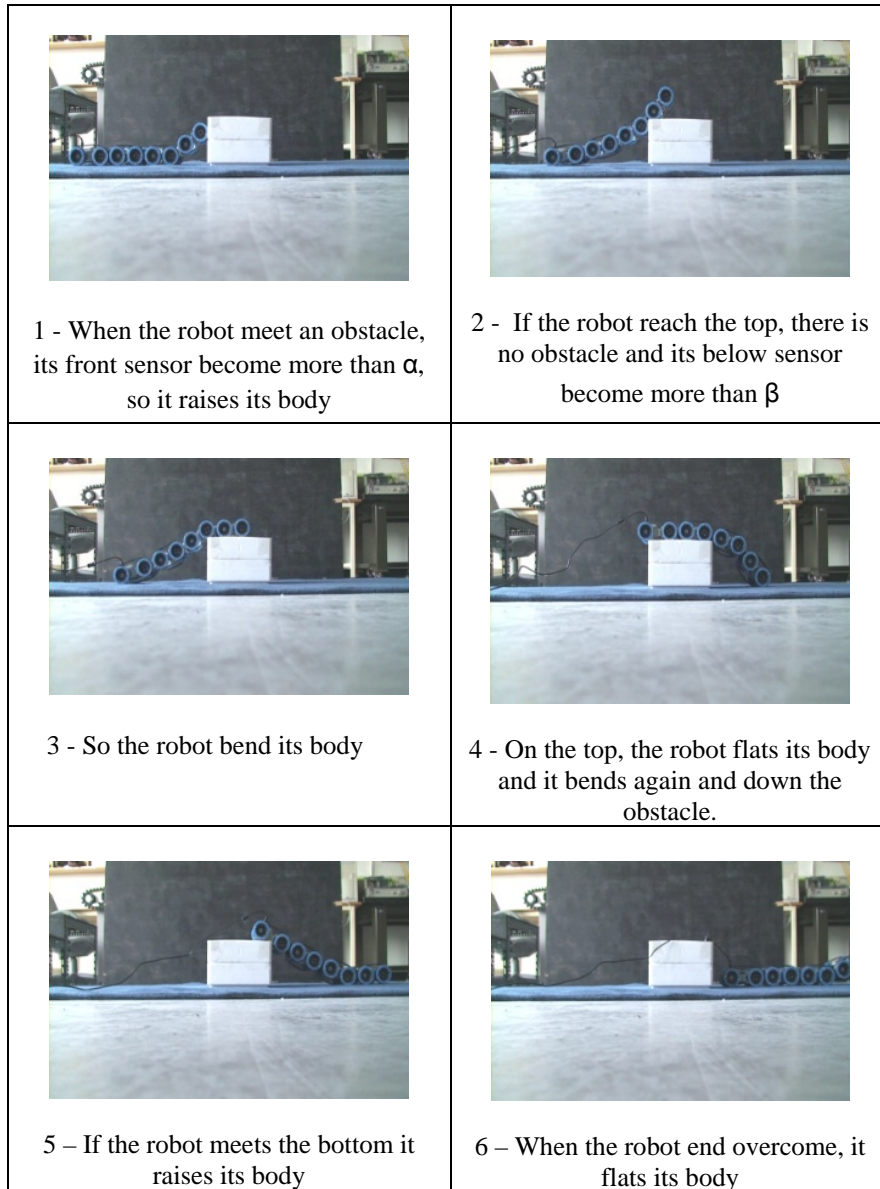 1 - When the robot meet an obstacle,
its front sensor become more than α,
so it raises its body
2 -  If the robot reach the top, there is
no obstacle and its below sensor
become more than β
3 - So the robot bend its body
4 - On the top, the robot flats its body
and it bends again and down the
obstacle.
5 – If the robot meets the bottom it
raises its body
6 – When the robot end overcome, it
flats its body